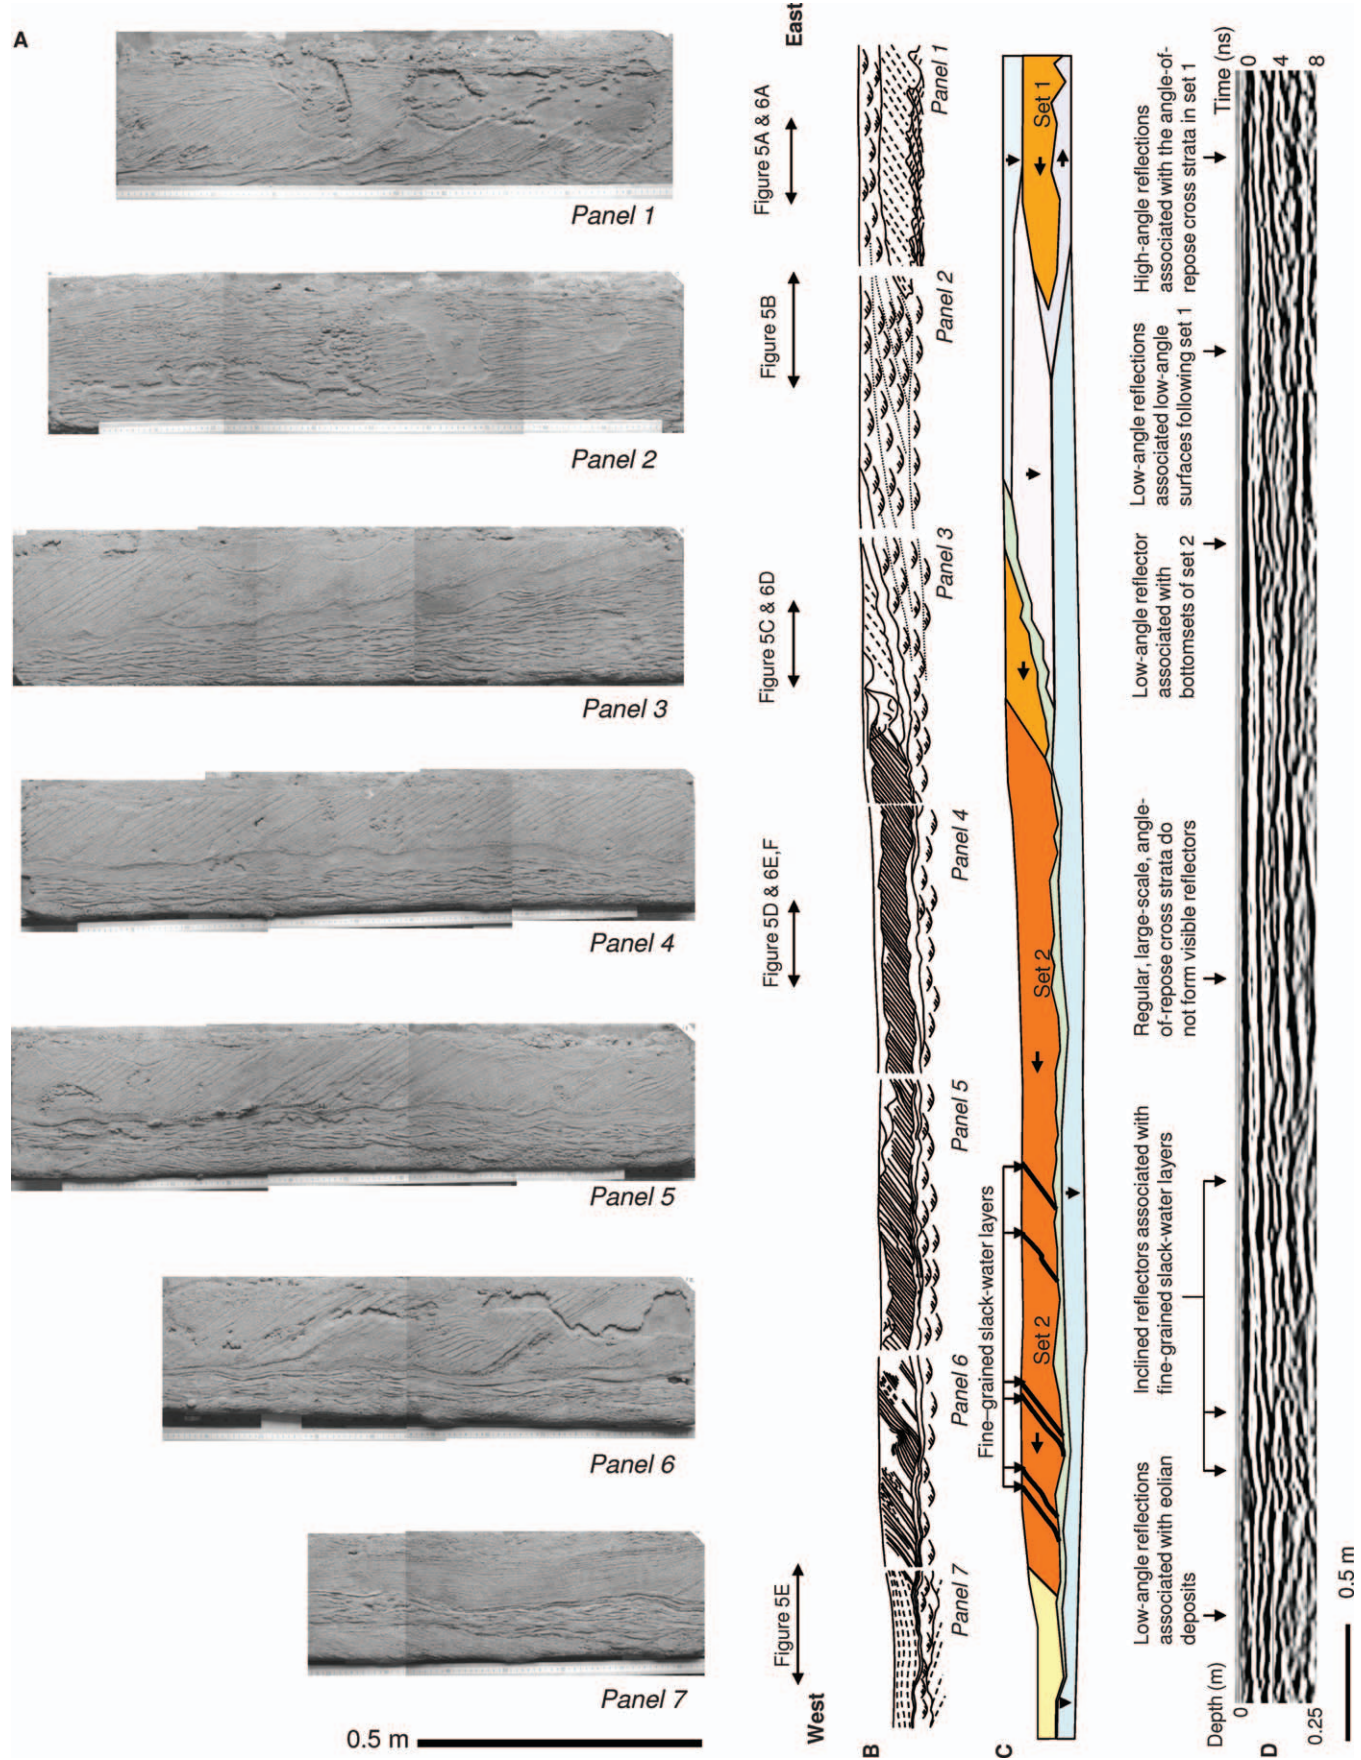 A
Panel 1
Panel 2
Panel 3
Panel 4
Panel 5
Panel 6
Panel 7
0.5 m
West
East
Figure 5E
Figure 5D & 6E,F
Figure 5C & 6D
Figure 5B
Figure 5A & 6A
B
Panel 7
Panel 6
Panel 5
Panel 4
Panel 3
Panel 2
Panel 1
C
Fine–grained slack-water layers
Set 2
Set 2
Set 1
Low-angle reflections
associated with eolian
deposits
Inclined reflectors associated with
fine-grained slack-water layers
Regular, large-scale, angle-
of-repose cross strata do
not form visible reflectors
Low-angle reflector
associated with
bottomsets of set 2
Low-angle reflections
associated low-angle
surfaces following set 1
High-angle reflections
associated with the angle-of-
repose cross strata in set 1
Depth (m)
0
0.25
D
Time (ns)
0
4
8
0.5 m